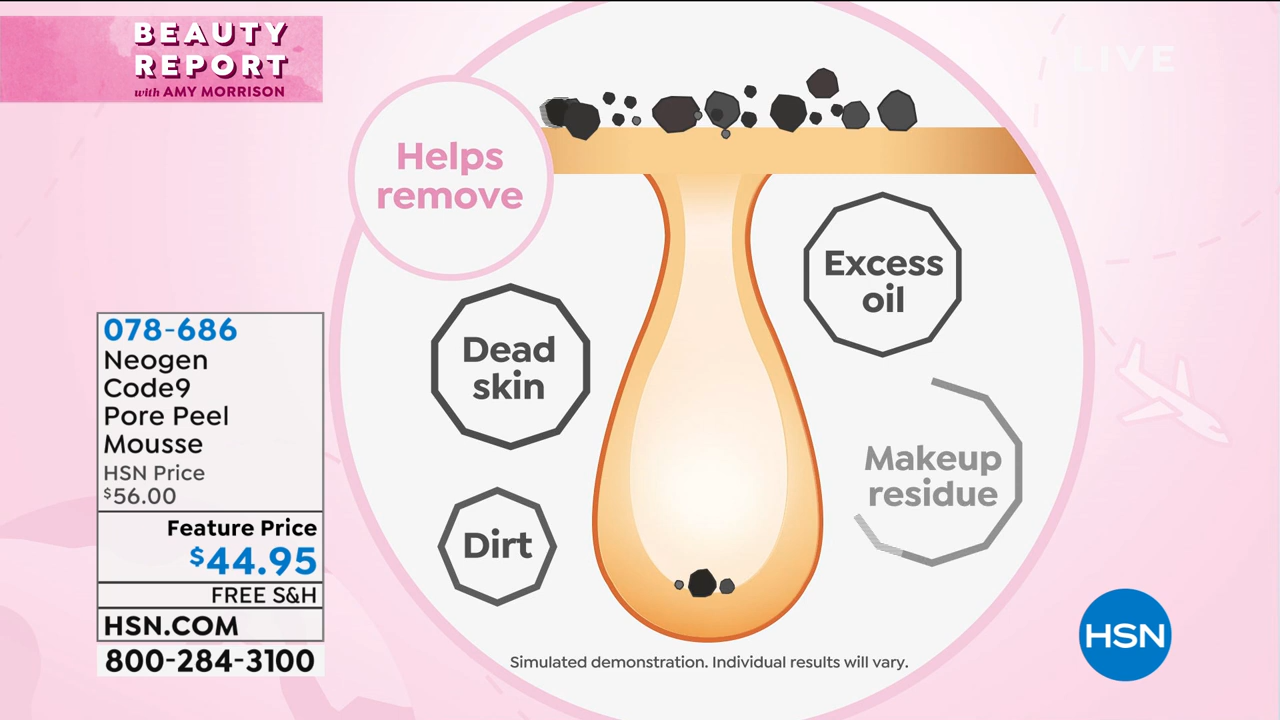 BEAUTY
REPORT
with AMY MORRISON
LIVE
Helps
remove
Excess
oil
Dead
skin
Makeup
residue
Dirt
078-686
Neogen
Code9
Pore Peel
Mousse
HSN Price
$56.00
Feature Price
$44.95
FREE S&H
HSN.COM
800-284-3100
HSN
Simulated demonstration. Individual results will vary.